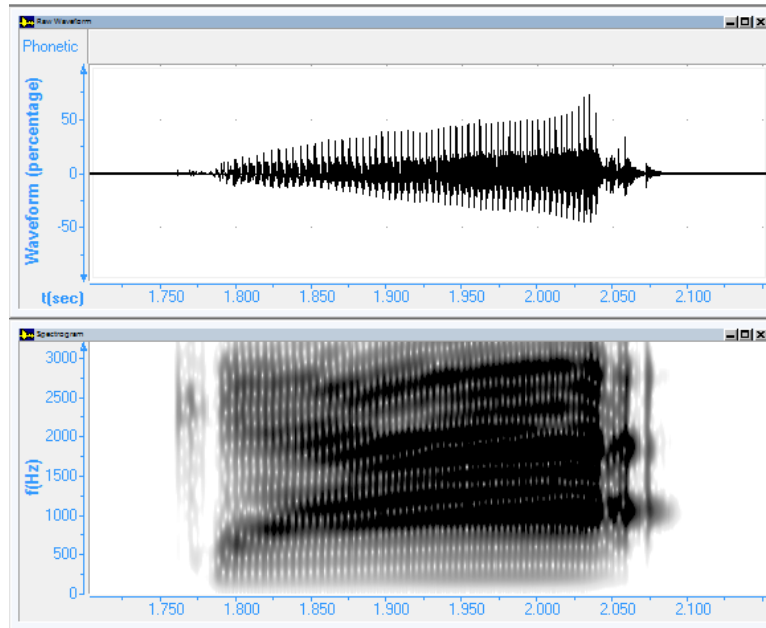 Raw Waveform
Phonetic
Waveform (percentage)
50
0
-50
t(sec)
1.750 1.800 1.850 1.900 1.950 2.000 2.050 2.100
Spectrogram
f(Hz)
3000
2500
2000
1500
1000
500
0
1.750 1.800 1.850 1.900 1.950 2.000 2.050 2.100